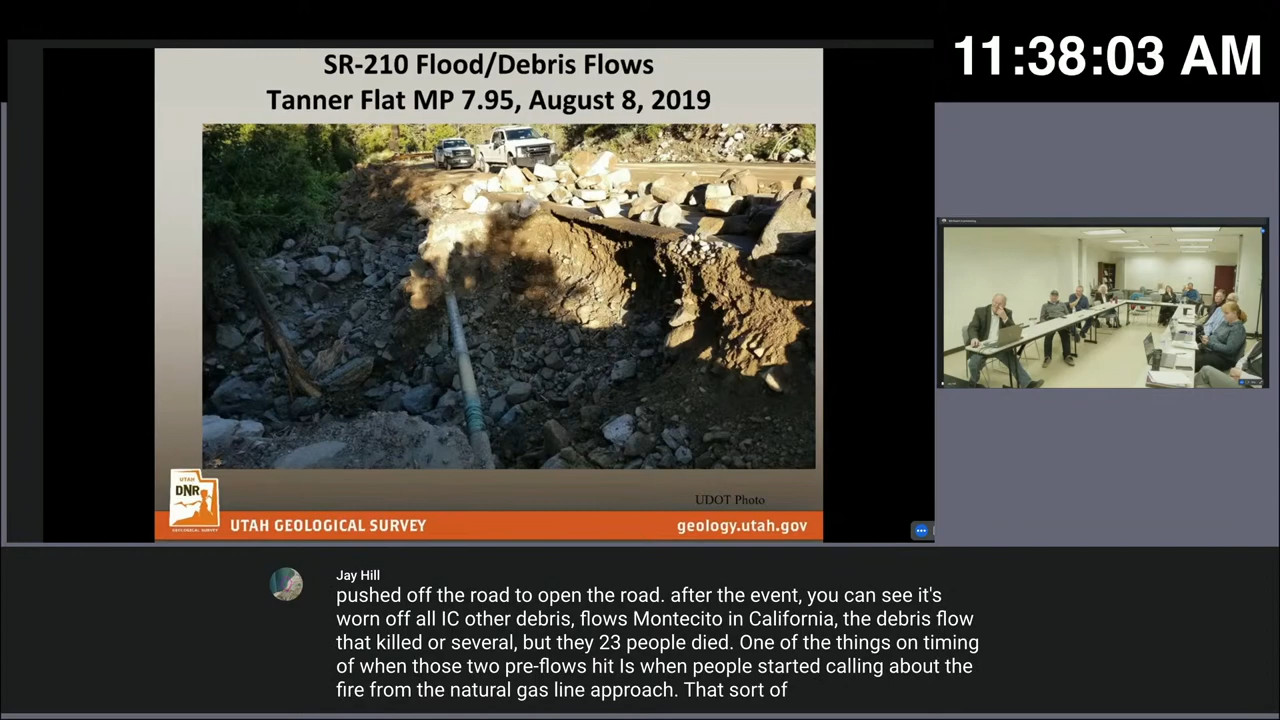 SR-210 Flood/Debris Flows
Tanner Flat MP 7.95, August 8, 2019
11:38:03 AM
UDOT Photo
UTAH
DNR
GEOLOGICAL SURVEY
UTAH GEOLOGICAL SURVEY
geology.utah.gov
Jay Hill
pushed off the road to open the road. after the event, you can see it's
worn off all IC other debris, flows Montecito in California, the debris flow
that killed or several, but they 23 people died. One of the things on timing
of when those two pre-flows hit Is when people started calling about the
fire from the natural gas line approach. That sort of